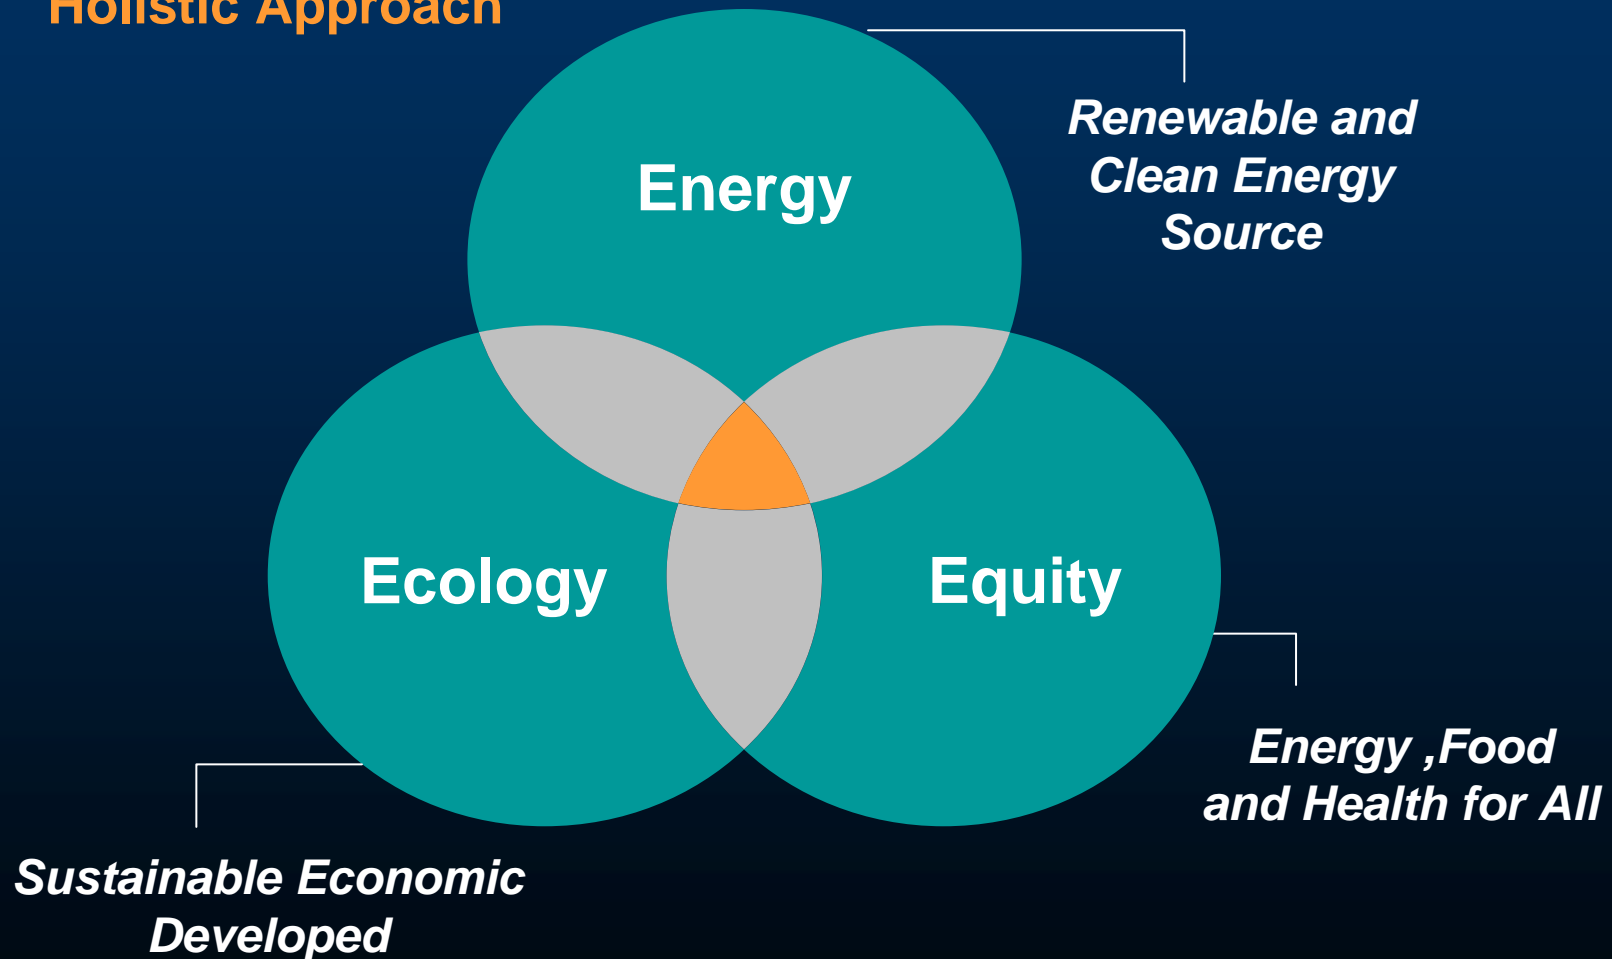 Holistic Approach
Energy
Renewable and
Clean Energy
Source
Ecology
Equity
Energy ,Food
and Health for All
Sustainable Economic
Developed